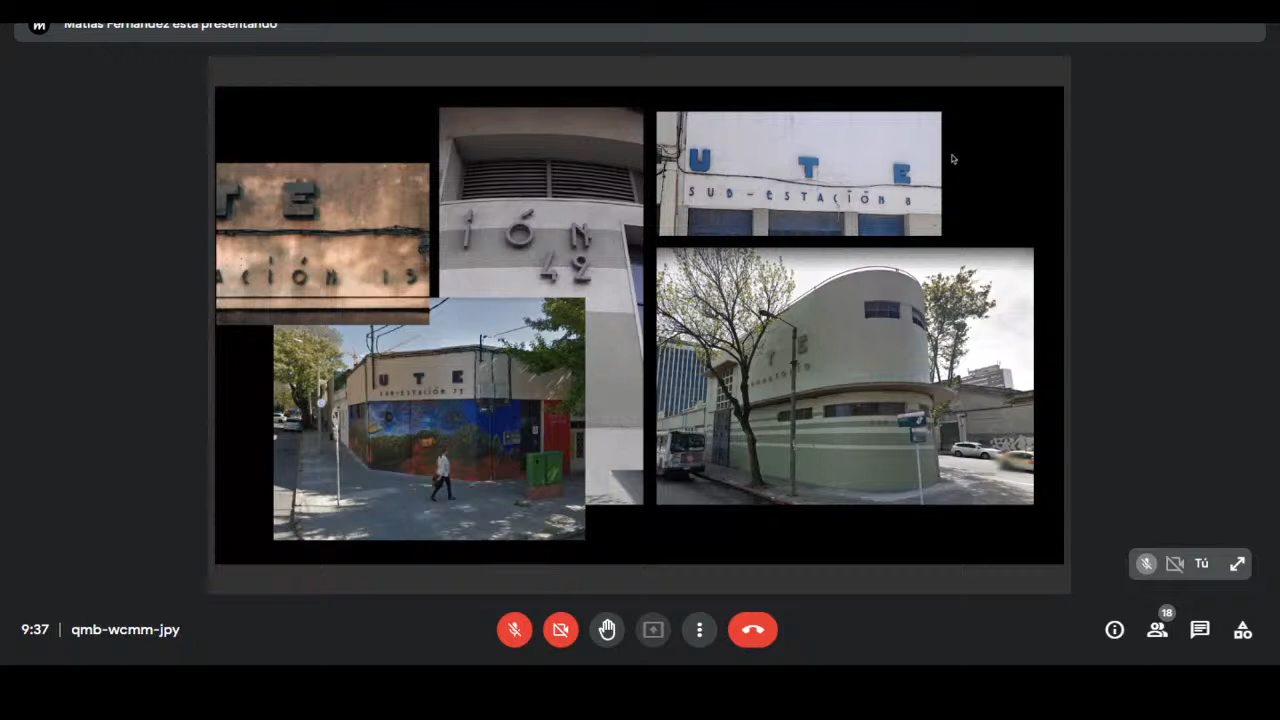 Matías Fernández está presentando
TE
ACIÓN 15
IÓN
42
U T E
SUB-ESTACIÓN 8
U T E
SUB-ESTACIÓN
T E
Tú
9:37 | qmb-wcmm-jpy
18